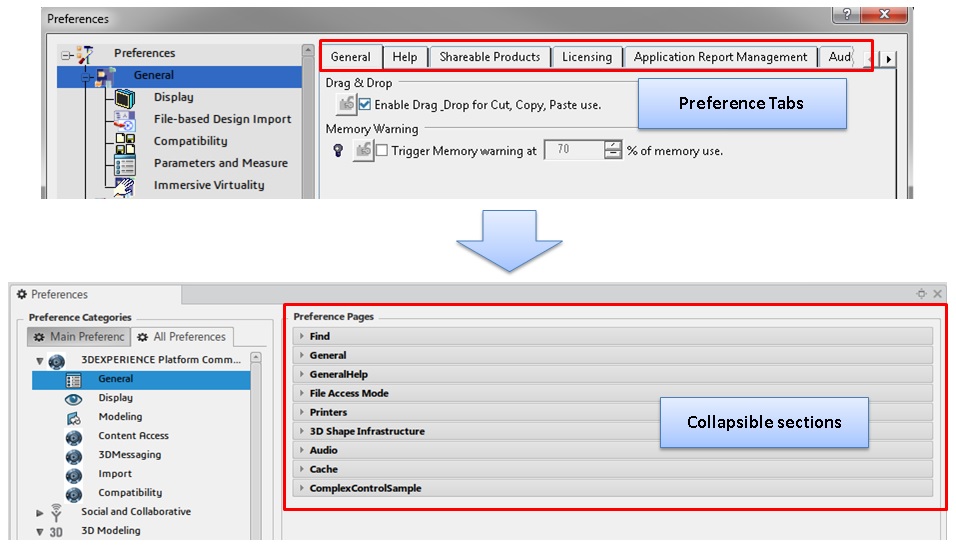 Preferences
?
X
Preferences
General
Display
File-based Design Import
Compatibility
Parameters and Measure
Immersive Virtuality
General Help Shareable Products Licensing Application Report Management Aud
Drag & Drop
Enable Drag_Drop for Cut, Copy, Paste use.
Memory Warning
Trigger Memory warning at 70 % of memory use.
Preference Tabs
Preferences
Preference Categories
Main Preferenc All Preferences
3DEXPERIENCE Platform Comm...
General
Display
Modeling
Content Access
3DMessaging
Import
Compatibility
Social and Collaborative
3D 3D Modeling
Preference Pages
Find
General
GeneralHelp
File Access Mode
Printers
3D Shape Infrastructure
Audio
Cache
ComplexControlSample
Collapsible sections